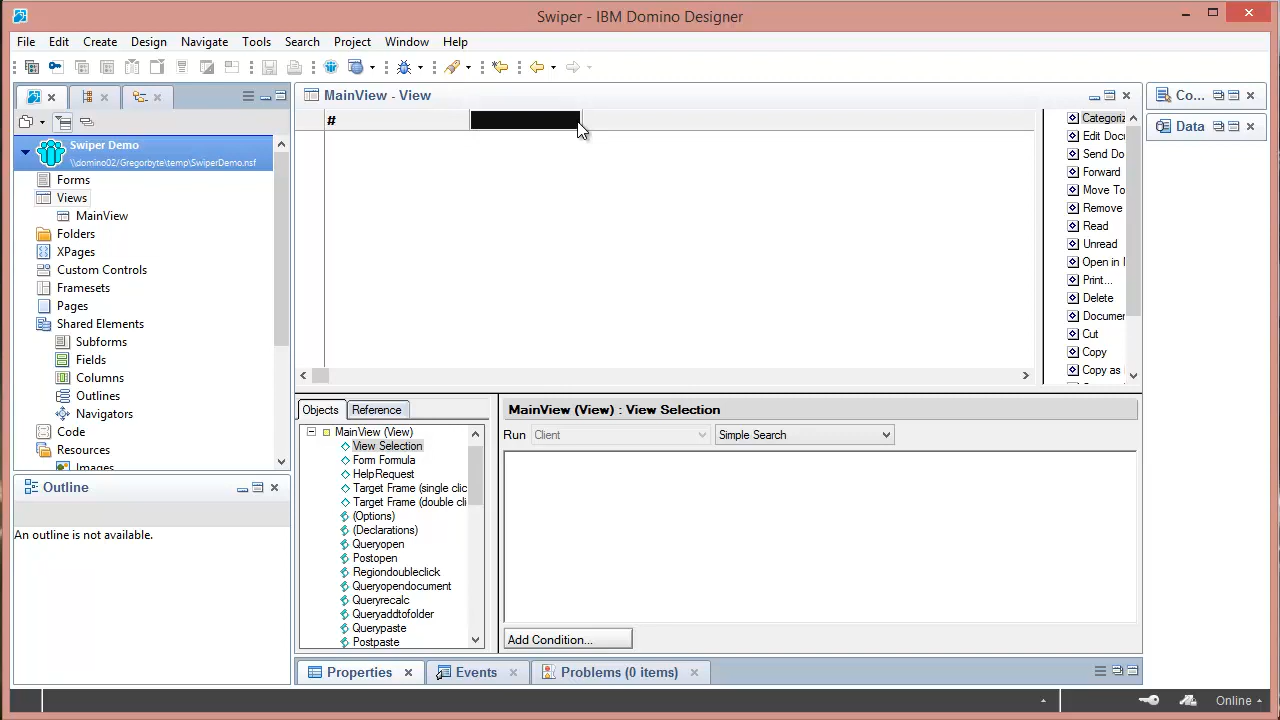 Swiper - IBM Domino Designer
File Edit Create Design Navigate Tools Search Project Window Help
MainView - View
Co...
#
Categoriz
Data
Edit Docu
Swiper Demo
Send Do
\\domino02/Gregorbyte\temp\SwiperDemo.nsf
Forms
Forward
Views
Move To
MainView
Remove
Folders
Read
XPages
Unread
Custom Controls
Open in
Framesets
Print...
Pages
Delete
Shared Elements
Documer
Subforms
Cut
Fields
Copy
Columns
Copy as
Outlines
Navigators
Code
Resources
Images
Objects Reference
MainView (View) : View Selection
MainView (View)
Run Client Simple Search
View Selection
Form Formula
HelpRequest
Target Frame (single clic
Target Frame (double cli
(Options)
(Declarations)
Queryopen
Postopen
Regiondoubleclick
Queryopendocument
Queryrecalc
Queryaddtofolder
Querypaste
Postpaste
Add Condition...
Outline
An outline is not available.
Properties Events Problems (0 items)
Online